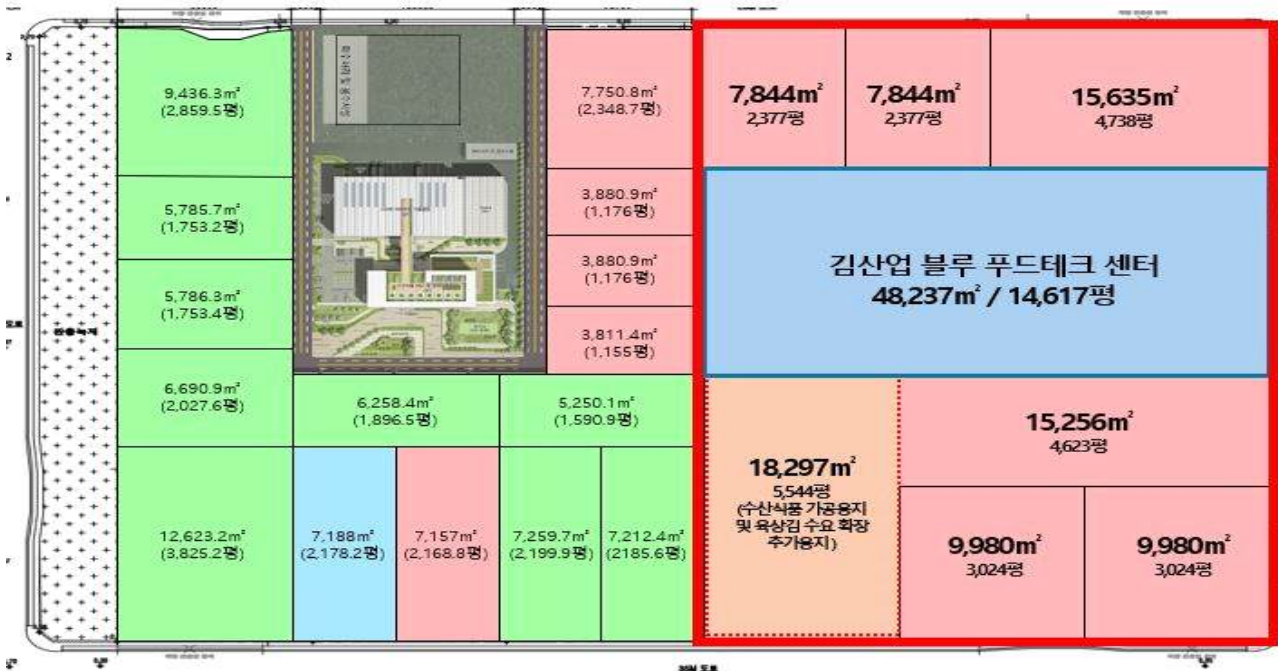 9,436.3㎡
(2,859.5평)
5,785.7㎡
(1,753.2평)
5,786.3㎡
(1,753.4평)
6,690.9㎡
(2,027.6평)
12,623.2㎡
(3,825.2평)
7,750.8㎡
(2,348.7평)
3,880.9㎡
(1,176평)
3,880.9㎡
(1,176평)
3,811.4㎡
(1,155평)
6,258.4㎡
(1,896.5평)
5,250.1㎡
(1,590.9평)
7,188㎡
(2,178.2평)
7,157㎡
(2,168.8평)
7,259.7㎡
(2,199.9평)
7,212.4㎡
(2185.6평)
7,844㎡
2,377평
7,844㎡
2,377평
15,635㎡
4,738평
김산업 블루 푸드테크 센터
48,237㎡ / 14,617평
18,297㎡
5,544평
(수산식품 가공용지
및 육상김 수요 확장
추가용지)
15,256㎡
4,623평
9,980㎡
3,024평
9,980㎡
3,024평